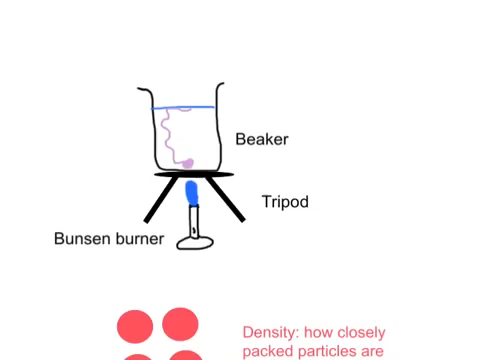 Beaker
Tripod
Bunsen burner
Density: how closely
packed particles are